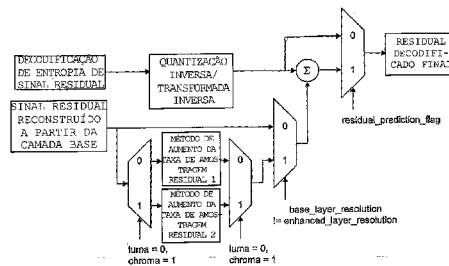 DECODIFICAÇÃO
DE ENTROPIA DE
SINAL RESIDUAL
QUANTIZAÇÃO
INVERSA/
TRANSFORMADA
INVERSA
Σ
0
1
RESIDUAL
DECODIFI-
CADO FINAL
residual_prediction_flag
SINAL RESIDUAL
RECONSTRUÍDO
A PARTIR DA
CAMADA BASE
0
1
MÉTODO DE
AUMENTO DA
TAXA DE AMOS-
TRAGEM
RESIDUAL 1
MÉTODO DE
AUMENTO DA
TAXA DE AMOS-
TRAGEM
RESIDUAL 2
0
1
0
1
base_layer_resolution
!= enhanced_layer_resolution
luma = 0,
chroma = 1
luma = 0,
chroma = 1